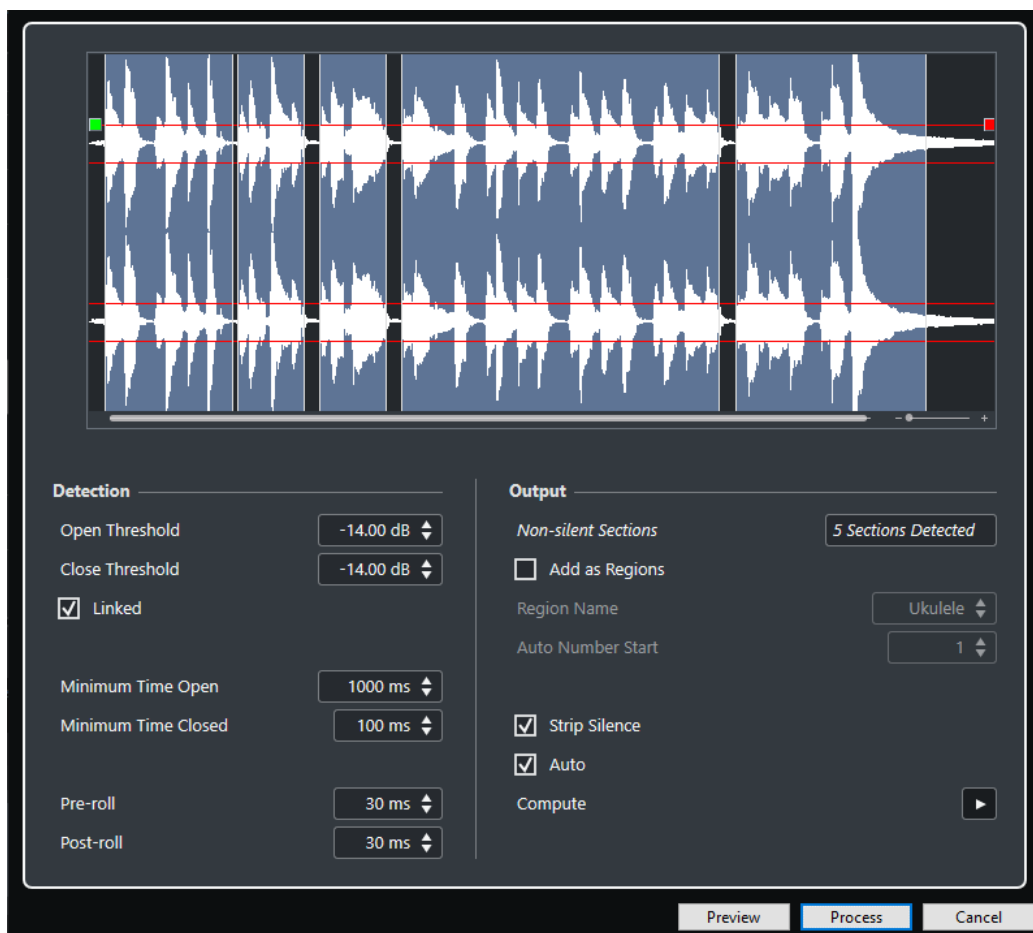 Detection
Open Threshold -14.00 dB
Close Threshold -14.00 dB
Linked
Minimum Time Open 1000 ms
Minimum Time Closed 100 ms
Pre-roll 30 ms
Post-roll 30 ms
Output
Non-silent Sections 5 Sections Detected
Add as Regions
Region Name Ukulele
Auto Number Start 1
Strip Silence
Auto
Compute
Preview Process Cancel